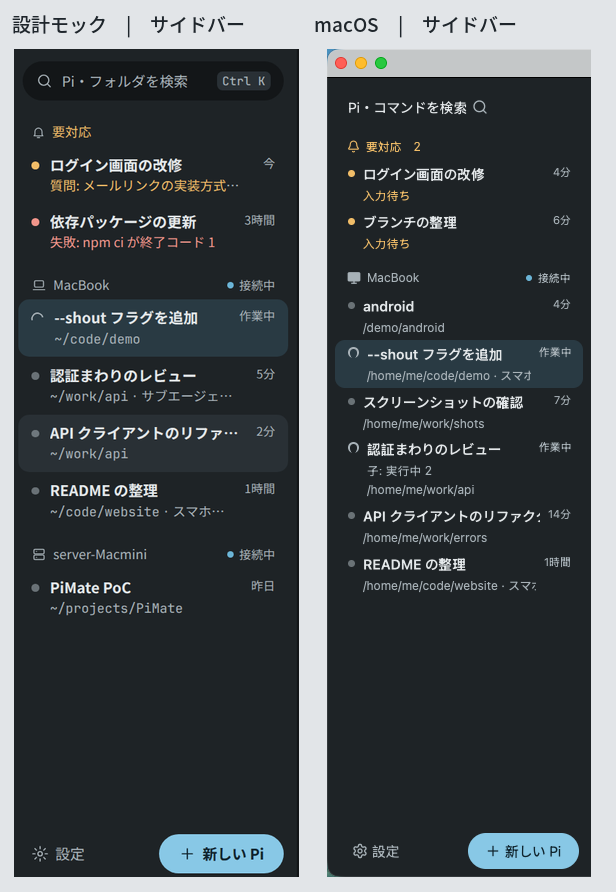 設計モック | サイドバー
Pi・フォルダを検索 Ctrl K
要対応
ログイン画面の改修 今
質問: メールリンクの実装方式…
依存パッケージの更新 3時間
失敗: npm ci が終了コード 1
MacBook 接続中
--shout フラグを追加 作業中
~/code/demo
認証まわりのレビュー 5分
~/work/api · サブエージェ…
API クライアントのリファ… 2分
~/work/api
README の整理 1時間
~/code/website · スマホ…
server-Macmini 接続中
PiMate PoC 昨日
~/projects/PiMate
設定
+ 新しい Pi
macOS | サイドバー
Pi・コマンドを検索
要対応 2
ログイン画面の改修 4分
入力待ち
ブランチの整理 6分
入力待ち
MacBook 接続中
android 4分
/demo/android
--shout フラグを追加 作業中
/home/me/code/demo · スマホ
スクリーンショットの確認 7分
/home/me/work/shots
認証まわりのレビュー 作業中
子: 実行中 2
/home/me/work/api
API クライアントのリファク 14分
/home/me/work/errors
README の整理 1時間
/home/me/code/website · スマ
設定
+ 新しい Pi